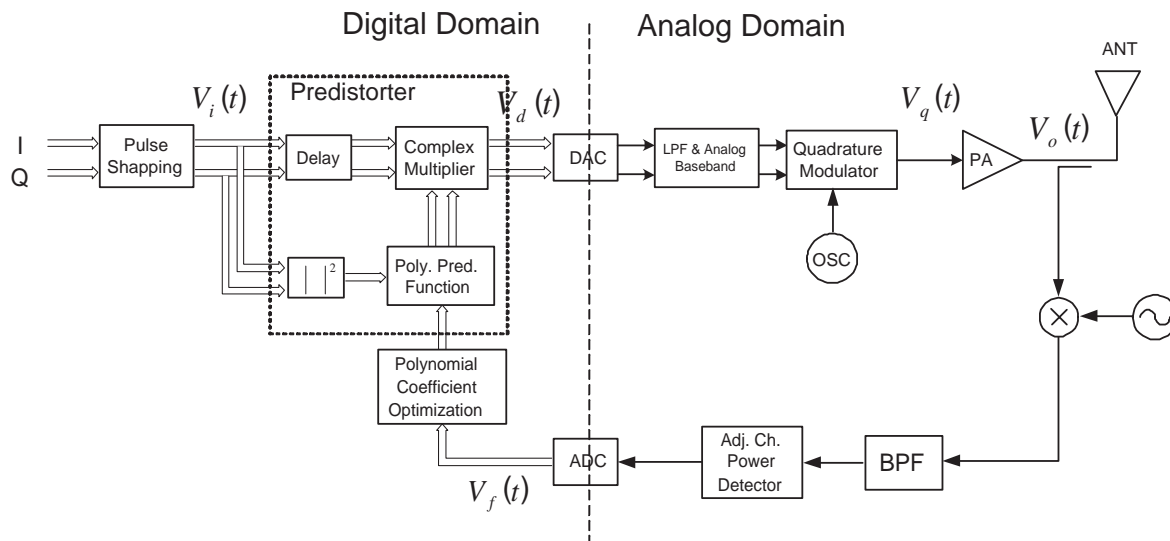 Digital Domain
Analog Domain
ANT
V_i(t)
Predistorter
V_d(t)
V_q(t)
V_o(t)
I
Q
Pulse
Shapping
Delay
Complex
Multiplier
DAC
LPF & Analog
Baseband
Quadrature
Modulator
PA
OSC
| |²
Poly. Pred.
Function
Polynomial
Coefficient
Optimization
ADC
Adj. Ch.
Power
Detector
BPF
V_f(t)